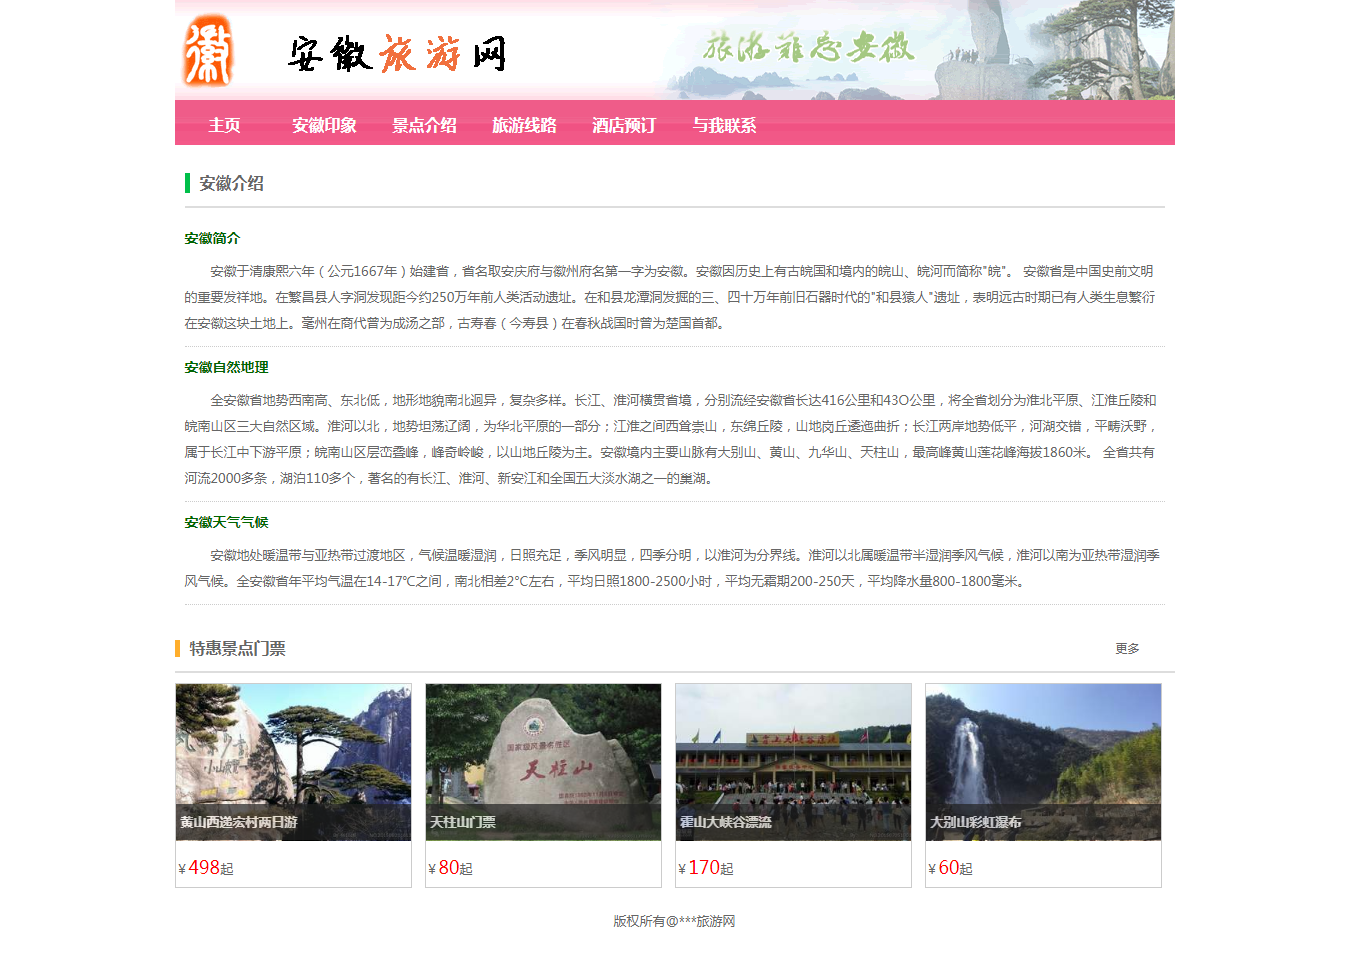 徽
安徽旅游网
旅游难忘安徽
主页 安徽印象 景点介绍 旅游线路 酒店预订 与我联系
安徽介绍
安徽简介
安徽于清康熙六年（公元1667年）始建省，省名取安庆府与徽州府名第一字为安徽。安徽因历史上有古皖国和境内的皖山、皖河而简称"皖"。 安徽省是中国史前文明
的重要发祥地。在繁昌县人字洞发现距今约250万年前人类活动遗址。在和县龙潭洞发掘的三、四十万年前旧石器时代的"和县猿人"遗址，表明远古时期已有人类生息繁衍
在安徽这块土地上。亳州在商代曾为成汤之都，古寿春（今寿县）在春秋战国时曾为楚国首都。
安徽自然地理
全安徽省地势西南高、东北低，地形地貌南北迥异，复杂多样。长江、淮河横贯省境，分别流经安徽省长达416公里和43O公里，将全省划分为淮北平原、江淮丘陵和
皖南山区三大自然区域。淮河以北，地势坦荡辽阔，为华北平原的一部分；江淮之间西耸崇山，东绵丘陵，山地岗丘逶迤曲折；长江两岸地势低平，河湖交错，平畴沃野，
属于长江中下游平原；皖南山区层峦叠峰，峰奇岭峻，以山地丘陵为主。安徽境内主要山脉有大别山、黄山、九华山、天柱山，最高峰黄山莲花峰海拔1860米。 全省共有
河流2000多条，湖泊110多个，著名的有长江、淮河、新安江和全国五大淡水湖之一的巢湖。
安徽天气气候
安徽地处暖温带与亚热带过渡地区，气候温暖湿润，日照充足，季风明显，四季分明，以淮河为分界线。淮河以北属暖温带半湿润季风气候，淮河以南为亚热带湿润季
风气候。全安徽省年平均气温在14-17℃之间，南北相差2℃左右，平均日照1800-2500小时，平均无霜期200-250天，平均降水量800-1800毫米。
特惠景点门票 更多
国家级风景名胜区
天柱山
黄山西递宏村两日游 天柱山门票 霍山大峡谷漂流 大别山彩虹瀑布
￥498起 ￥80起 ￥170起 ￥60起
版权所有@***旅游网